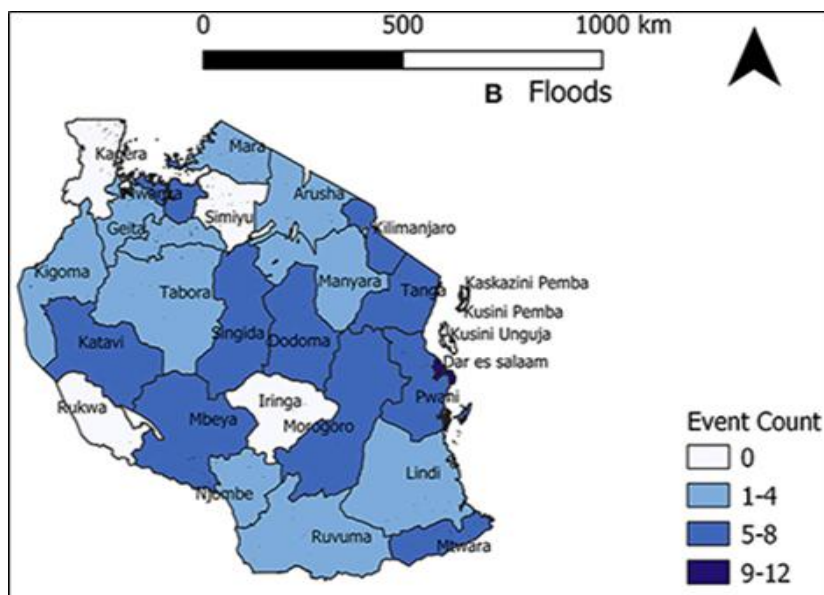 0 500 1000 km
B Floods
Mara
Kagera
Mwanza
Arusha
Simiyu
Geita
Kilimanjaro
Kigoma
Manyara
Tabora
Tanga
Kaskazini Pemba
Kusini Pemba
Singida
Dodoma
Kusini Unguja
Katavi
Dar es salaam
Pwani
Rukwa
Iringa
Mbeya
Morogoro
Lindi
Njombe
Ruvuma
Mtwara
Event Count
0
1-4
5-8
9-12